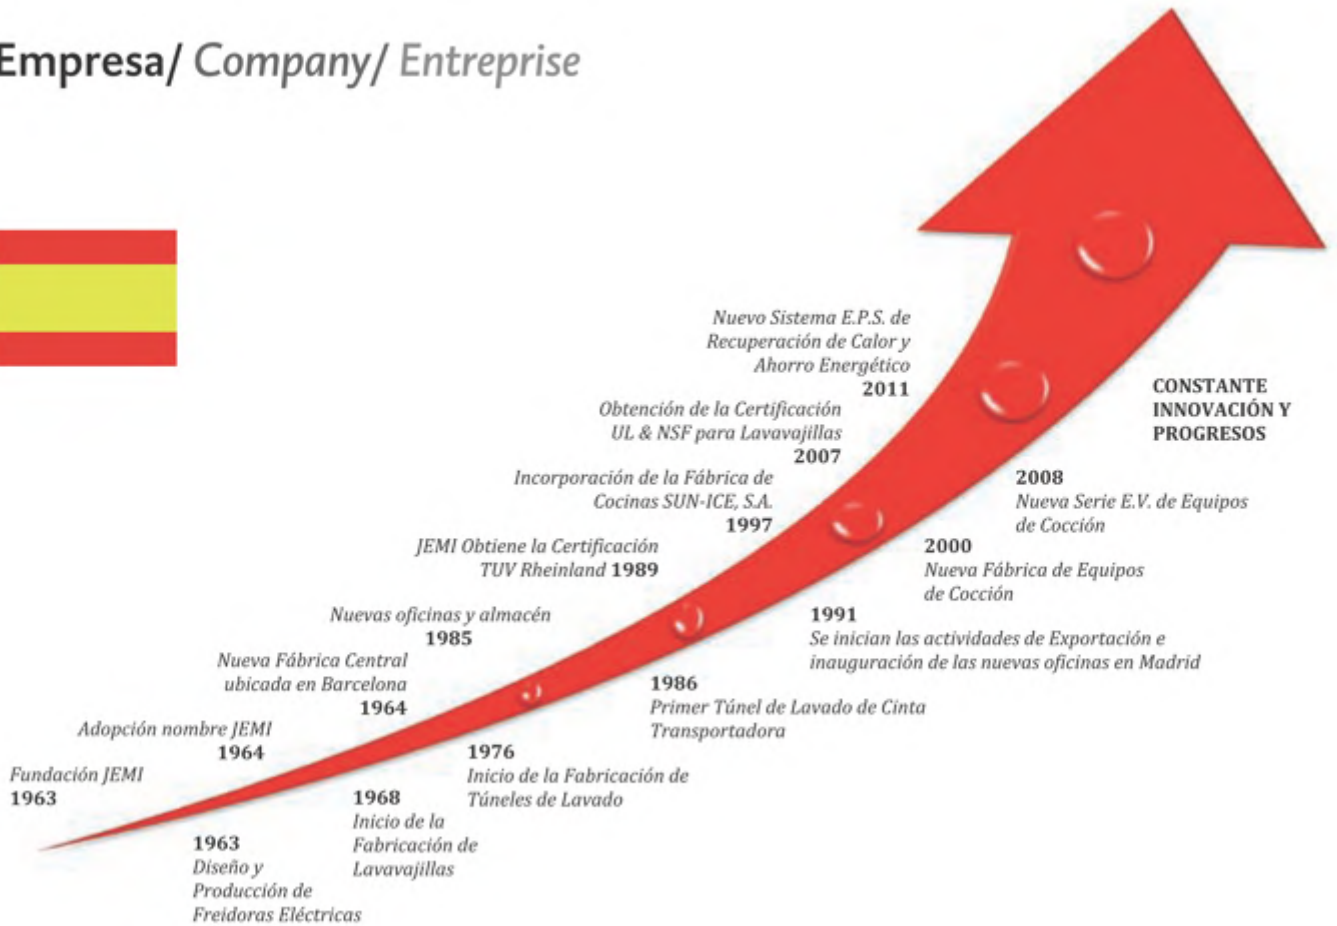 Empresa/ Company/ Entreprise
Nuevo Sistema E.P.S. de
Recuperación de Calor y
Ahorro Energético
2011
Obtención de la Certificación
UL & NSF para Lavavajillas
2007
Incorporación de la Fábrica de
Cocinas SUN-ICE, S.A.
1997
JEMI Obtiene la Certificación
TUV Rheinland 1989
Nuevas oficinas y almacén
1985
Nueva Fábrica Central
ubicada en Barcelona
1964
Adopción nombre JEMI
1964
Fundación JEMI
1963
1963
Diseño y
Producción de
Freidoras Eléctricas
1968
Inicio de la
Fabricación de
Lavavajillas
1976
Inicio de la Fabricación de
Túneles de Lavado
1986
Primer Túnel de Lavado de Cinta
Transportadora
1991
Se inician las actividades de Exportación e
inauguración de las nuevas oficinas en Madrid
2000
Nueva Fábrica de Equipos
de Cocción
2008
Nueva Serie E.V. de Equipos
de Cocción
CONSTANTE
INNOVACIÓN Y
PROGRESOS